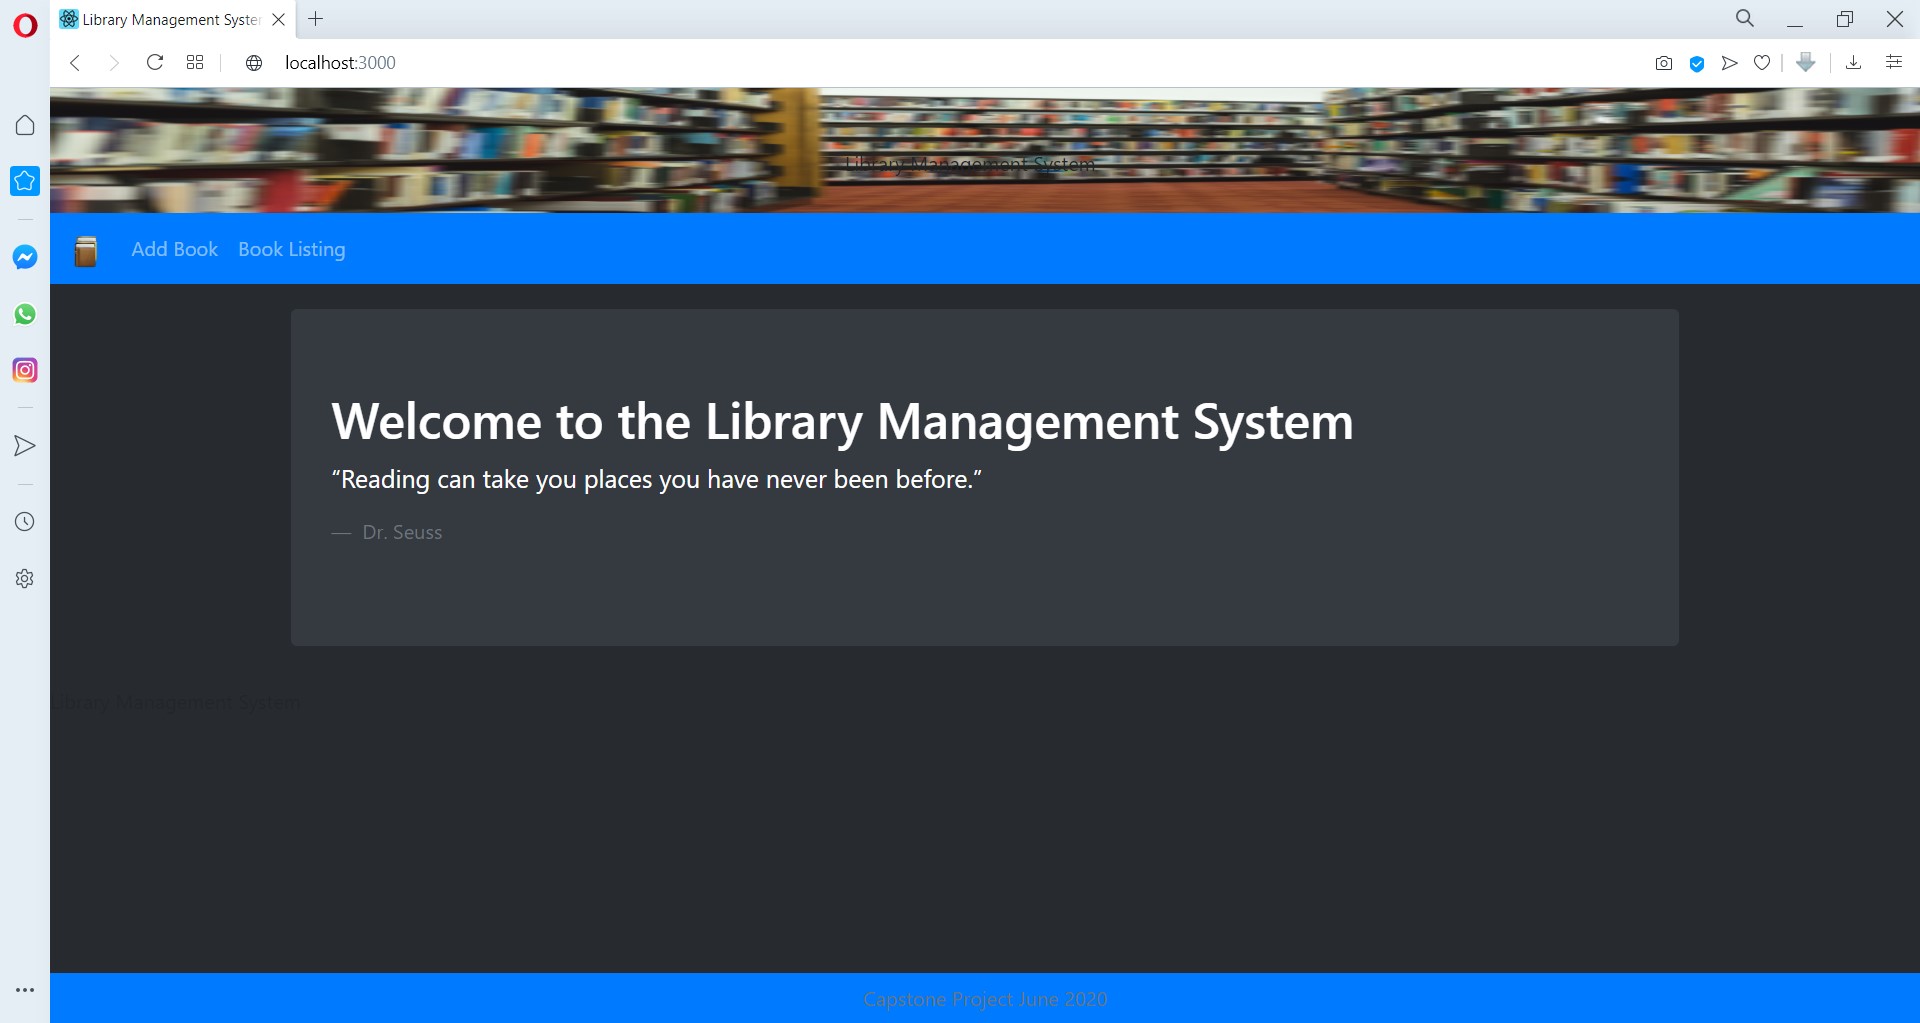 Library Management Syste
localhost:3000
Library Management System
Add Book Book Listing
Welcome to the Library Management System
“Reading can take you places you have never been before.”
— Dr. Seuss
Library Management System
Capstone Project June 2020